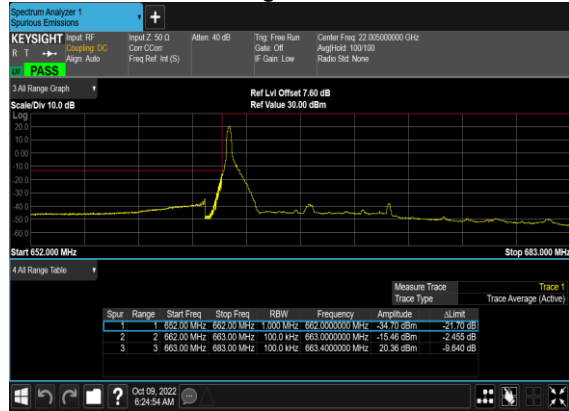 Spectrum Analyzer 1
Spurious Emissions
KEYSIGHT Input: RF Input Z: 50 Ω Atten: 40 dB Trig: Free Run Center Freq: 22.005000000 GHz
R T Coupling: DC Corr CCorr Gate: Off Avg|Hold: 100/100
Align: Auto Freq Ref: Int (S) IF Gain: Low Radio Std: None
PASS
3 All Range Graph
Ref Lvl Offset 7.60 dB
Scale/Div 10.0 dB Ref Value 30.00 dBm
Log
20.0
10.0
0.00
-10.0
-20.0
-30.0
-40.0
-50.0
-60.0
Start 652.000 MHz Stop 683.000 MHz
4 All Range Table
Measure Trace Trace 1
Trace Type Trace Average (Active)
Spur Range Start Freq Stop Freq RBW Frequency Amplitude ΔLimit
1 1 652.00 MHz 662.00 MHz 1.000 MHz 662.0000000 MHz -34.70 dBm -21.70 dB
2 2 662.00 MHz 663.00 MHz 100.0 kHz 663.0000000 MHz -15.46 dBm -2.455 dB
3 3 663.00 MHz 683.00 MHz 100.0 kHz 663.4000000 MHz 20.36 dBm -9.640 dB
? Oct 09, 2022
6:24:54 AM